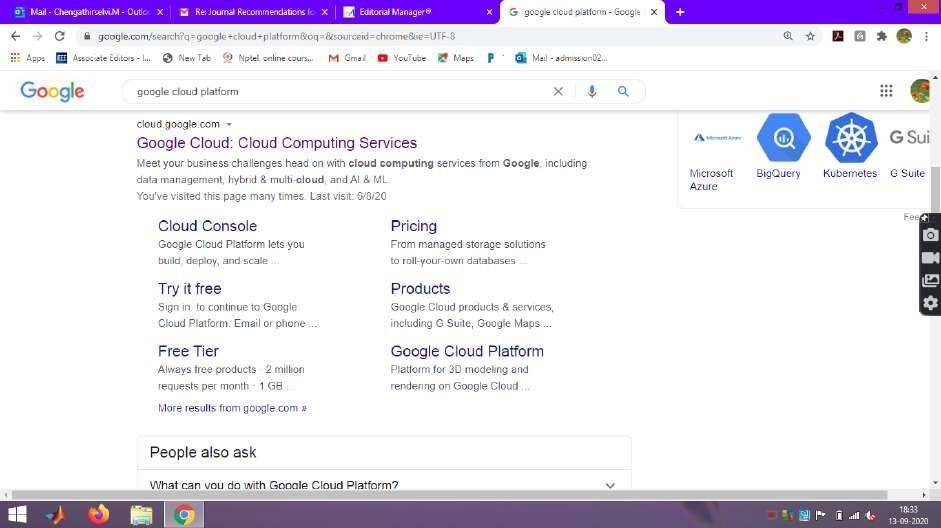 Mail - Chengathirselvi.M - Outlo
Re: Journal Recommendations fo
Editorial Manager®
google cloud platform - Google
google.com/search?q=google+cloud+platform&oq=&sourceid=chrome&ie=UTF-8
Apps
Associate Editors - I...
New Tab
Nptel, online cours...
Gmail
YouTube
Maps
P
Mail - admission02...
Google
google cloud platform
cloud.google.com
Google Cloud: Cloud Computing Services
Meet your business challenges head on with cloud computing services from Google, including
data management, hybrid & multi-cloud, and AI & ML.
You've visited this page many times. Last visit: 6/8/20
Cloud Console
Google Cloud Platform lets you
build, deploy, and scale ...
Pricing
From managed storage solutions
to roll-your-own databases ...
Try it free
Sign in. to continue to Google
Cloud Platform. Email or phone ...
Products
Google Cloud products & services,
including G Suite, Google Maps ...
Free Tier
Always free products · 2 million
requests per month · 1 GB ...
Google Cloud Platform
Platform for 3D modeling and
rendering on Google Cloud ...
More results from google.com »
People also ask
What can you do with Google Cloud Platform?
Microsoft Azure
G Sui
Microsoft
Azure
BigQuery
Kubernetes
G Suite
Fee
18:33
13-09-2020